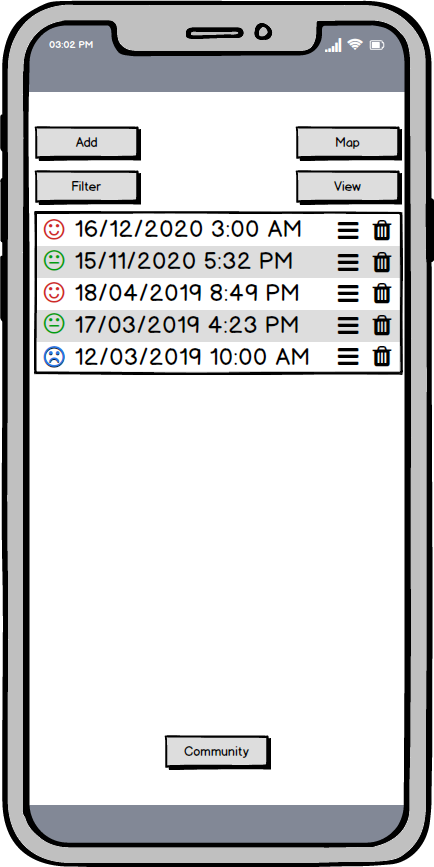 03:02 PM
Add
Map
Filter
View
16/12/2020 3:00 AM
15/11/2020 5:32 PM
18/04/2019 8:49 PM
17/03/2019 4:23 PM
12/03/2019 10:00 AM
Community